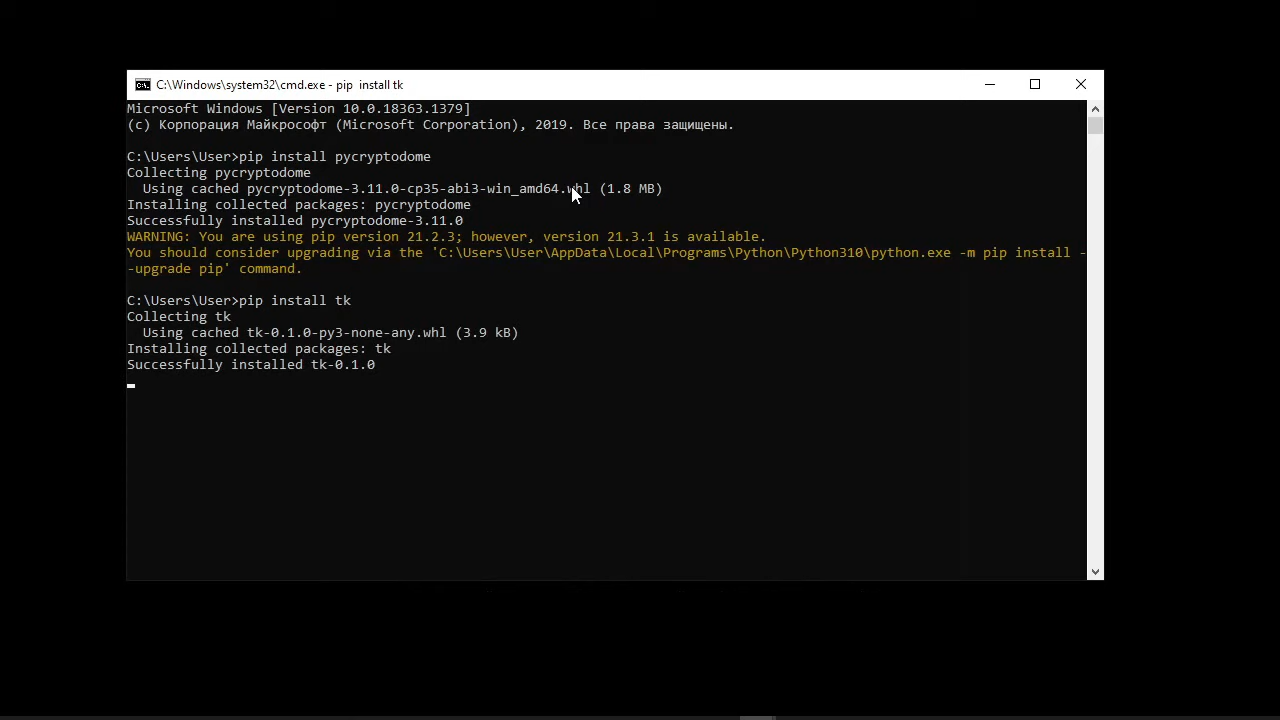 C:\Windows\system32\cmd.exe - pip  install tk
Microsoft Windows [Version 10.0.18363.1379]
(c) Корпорация Майкрософт (Microsoft Corporation), 2019. Все права защищены.
C:\Users\User>pip install pycryptodome
Collecting pycryptodome
Using cached pycryptodome-3.11.0-cp35-abi3-win_amd64.whl (1.8 MB)
Installing collected packages: pycryptodome
Successfully installed pycryptodome-3.11.0
WARNING: You are using pip version 21.2.3; however, version 21.3.1 is available.
You should consider upgrading via the 'C:\Users\User\AppData\Local\Programs\Python\Python310\python.exe -m pip install -
-upgrade pip' command.
C:\Users\User>pip install tk
Collecting tk
Using cached tk-0.1.0-py3-none-any.whl (3.9 kB)
Installing collected packages: tk
Successfully installed tk-0.1.0